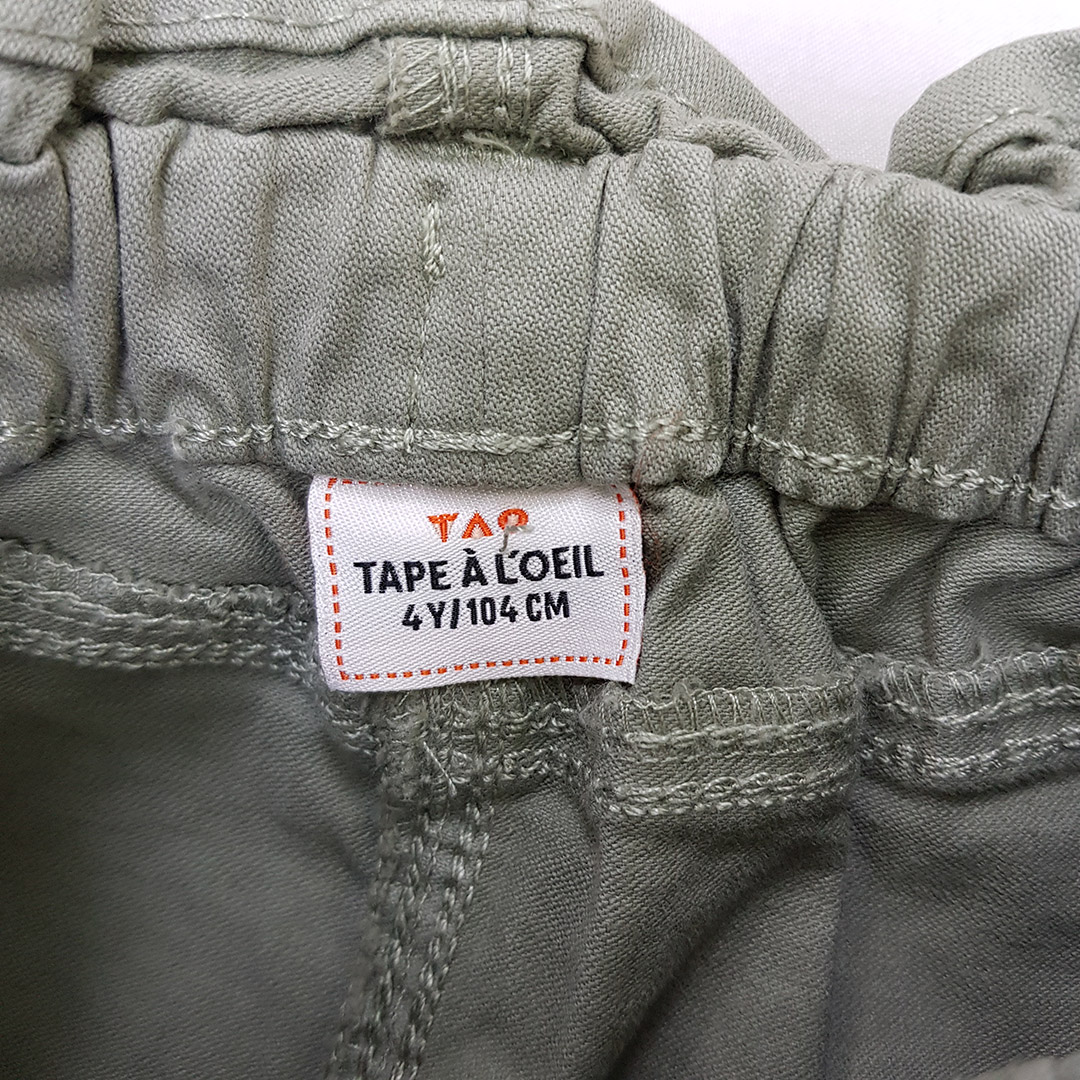 TAO
TAPE À L'OEIL
4Y/104 CM